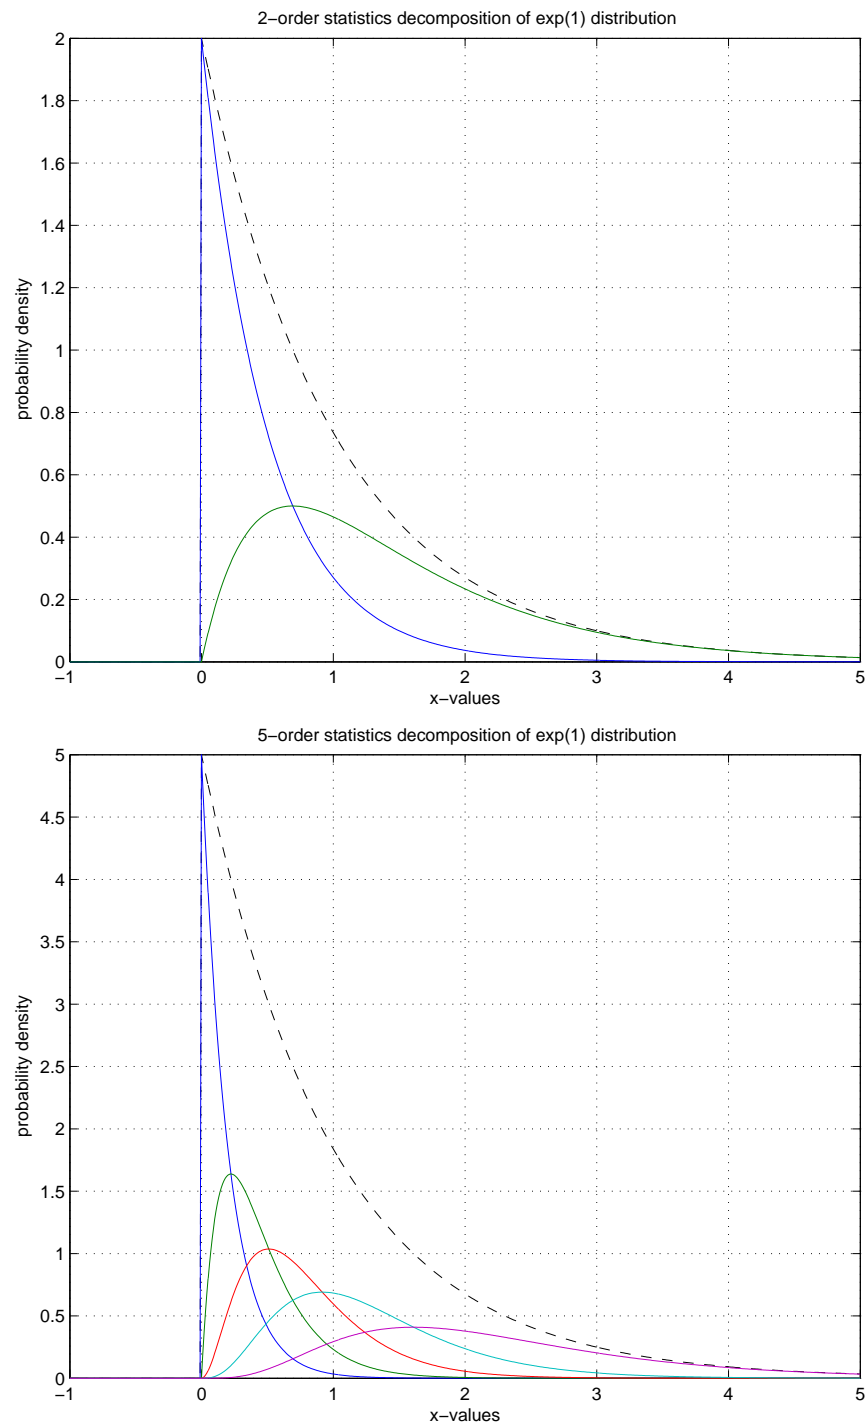 2−order statistics decomposition of exp(1) distribution
2
1.8
1.6
1.4
1.2
1
0.8
0.6
0.4
0.2
0
probability density
−1 0 1 2 3 4 5
x−values
5−order statistics decomposition of exp(1) distribution
5
4.5
4
3.5
3
2.5
2
1.5
1
0.5
0
probability density
−1 0 1 2 3 4 5
x−values